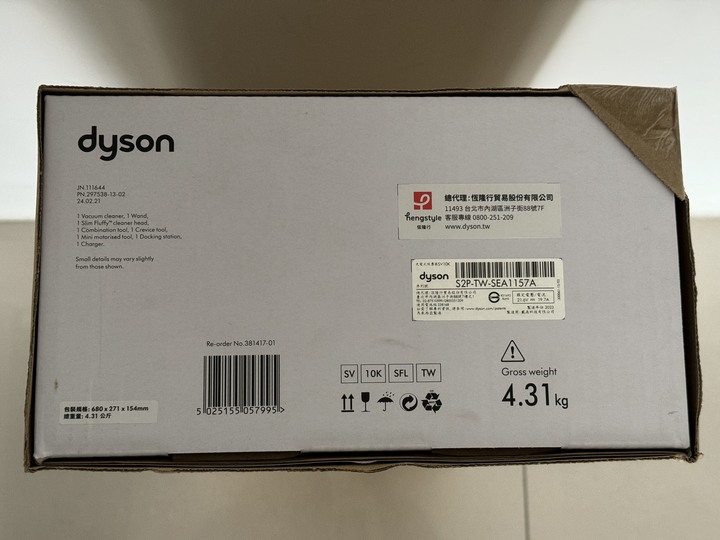 dyson
JN.111644
PN.297538-13-02
24.02.21
1 Vacuum cleaner, 1 Wand,
1 Slim Fluffy™ cleaner head,
1 Combination tool, 1 Crevice tool,
1 Mini motorised tool, 1 Docking station,
1 Charger.
Small details may vary slightly
from those shown.
總代理:恆隆行貿易股份有限公司
11493 台北市內湖區洲子街88號7F
客服專線 0800-251-209
www.dyson.tw
hengstyle
恆隆行
dyson
S2P-TW-SEA1157A
Re-order No.381417-01
5 025155 057995 >
包裝規格: 680 x 271 x 154mm
總重量: 4.31 公斤
SV 10K SFL TW
Gross weight
4.31kg